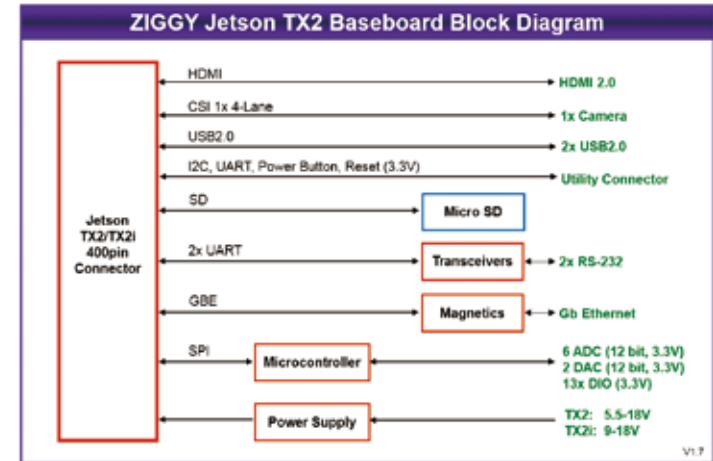 ZIGGY Jetson TX2 Baseboard Block Diagram
Jetson
TX2/TX2i
400pin
Connector
HDMI
HDMI 2.0
CSI 1x 4-Lane
1x Camera
USB2.0
2x USB2.0
I2C, UART, Power Button, Reset (3.3V)
Utility Connector
SD
Micro SD
2x UART
Transceivers
2x RS-232
GBE
Magnetics
Gb Ethernet
SPI
Microcontroller
6 ADC (12 bit, 3.3V)
2 DAC (12 bit, 3.3V)
13x DIO (3.3V)
Power Supply
TX2: 5.5-18V
TX2i: 9-18V
V1.7